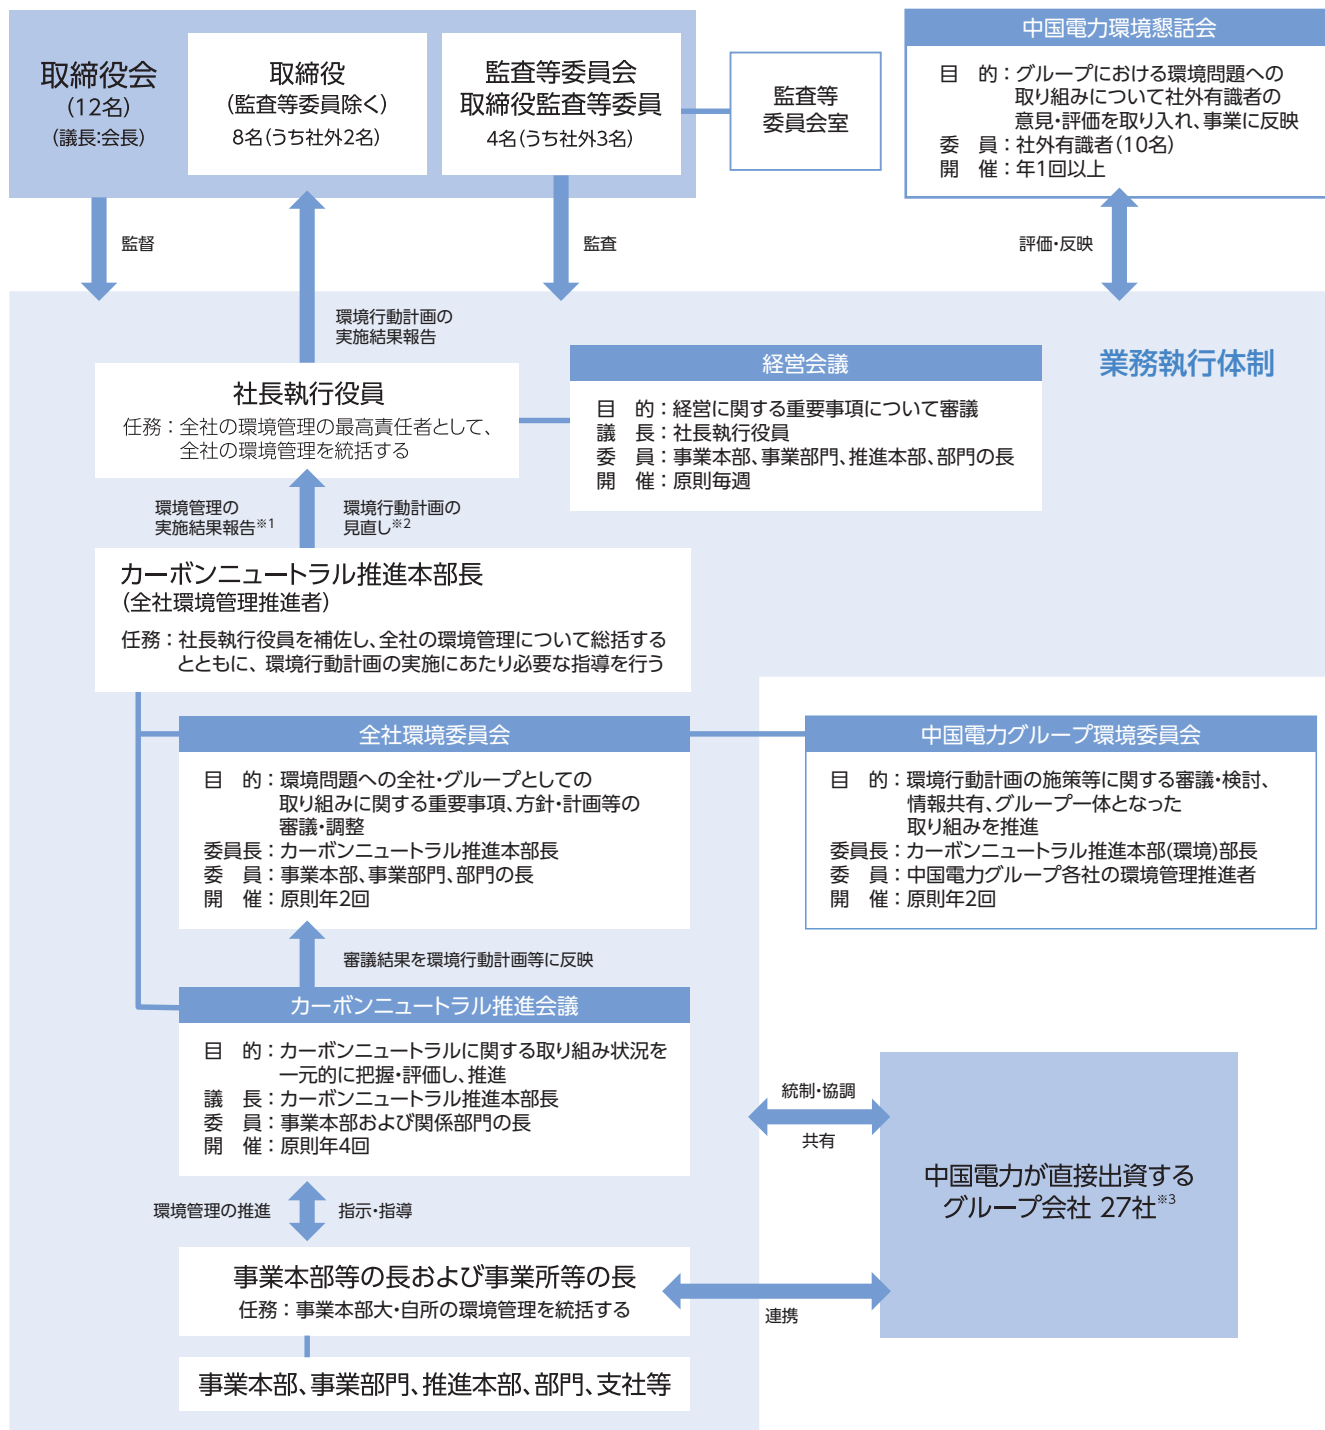 取締役会
(12名)
(議長:会長)
取締役
(監査等委員除く)
8名(うち社外2名)
監査等委員会
取締役監査等委員
4名(うち社外3名)
監査等
委員会室
中国電力環境懇話会
目　的：グループにおける環境問題への
取り組みについて社外有識者の
意見・評価を取り入れ、事業に反映
委　員：社外有識者(10名)
開　催：年1回以上
監督
監査
評価・反映
環境行動計画の
実施結果報告
業務執行体制
社長執行役員
任務：全社の環境管理の最高責任者として、
全社の環境管理を統括する
経営会議
目　的：経営に関する重要事項について審議
議　長：社長執行役員
委　員：事業本部、事業部門、推進本部、部門の長
開　催：原則毎週
環境管理の
実施結果報告※1
環境行動計画の
見直し※2
カーボンニュートラル推進本部長
(全社環境管理推進者)
任務：社長執行役員を補佐し、全社の環境管理について総括する
とともに、環境行動計画の実施にあたり必要な指導を行う
全社環境委員会
目　的：環境問題への全社・グループとしての
取り組みに関する重要事項、方針・計画等の
審議・調整
委員長：カーボンニュートラル推進本部長
委　員：事業本部、事業部門、部門の長
開　催：原則年2回
中国電力グループ環境委員会
目　的：環境行動計画の施策等に関する審議・検討、
情報共有、グループ一体となった
取り組みを推進
委員長：カーボンニュートラル推進本部(環境)部長
委　員：中国電力グループ各社の環境管理推進者
開　催：原則年2回
審議結果を環境行動計画等に反映
カーボンニュートラル推進会議
目　的：カーボンニュートラルに関する取り組み状況を
一元的に把握・評価し、推進
議　長：カーボンニュートラル推進本部長
委　員：事業本部および関係部門の長
開　催：原則年4回
統制・協調
共有
中国電力が直接出資する
グループ会社 27社※3
環境管理の推進
指示・指導
事業本部等の長および事業所等の長
任務：事業本部大・自所の環境管理を統括する
連携
事業本部、事業部門、推進本部、部門、支社等